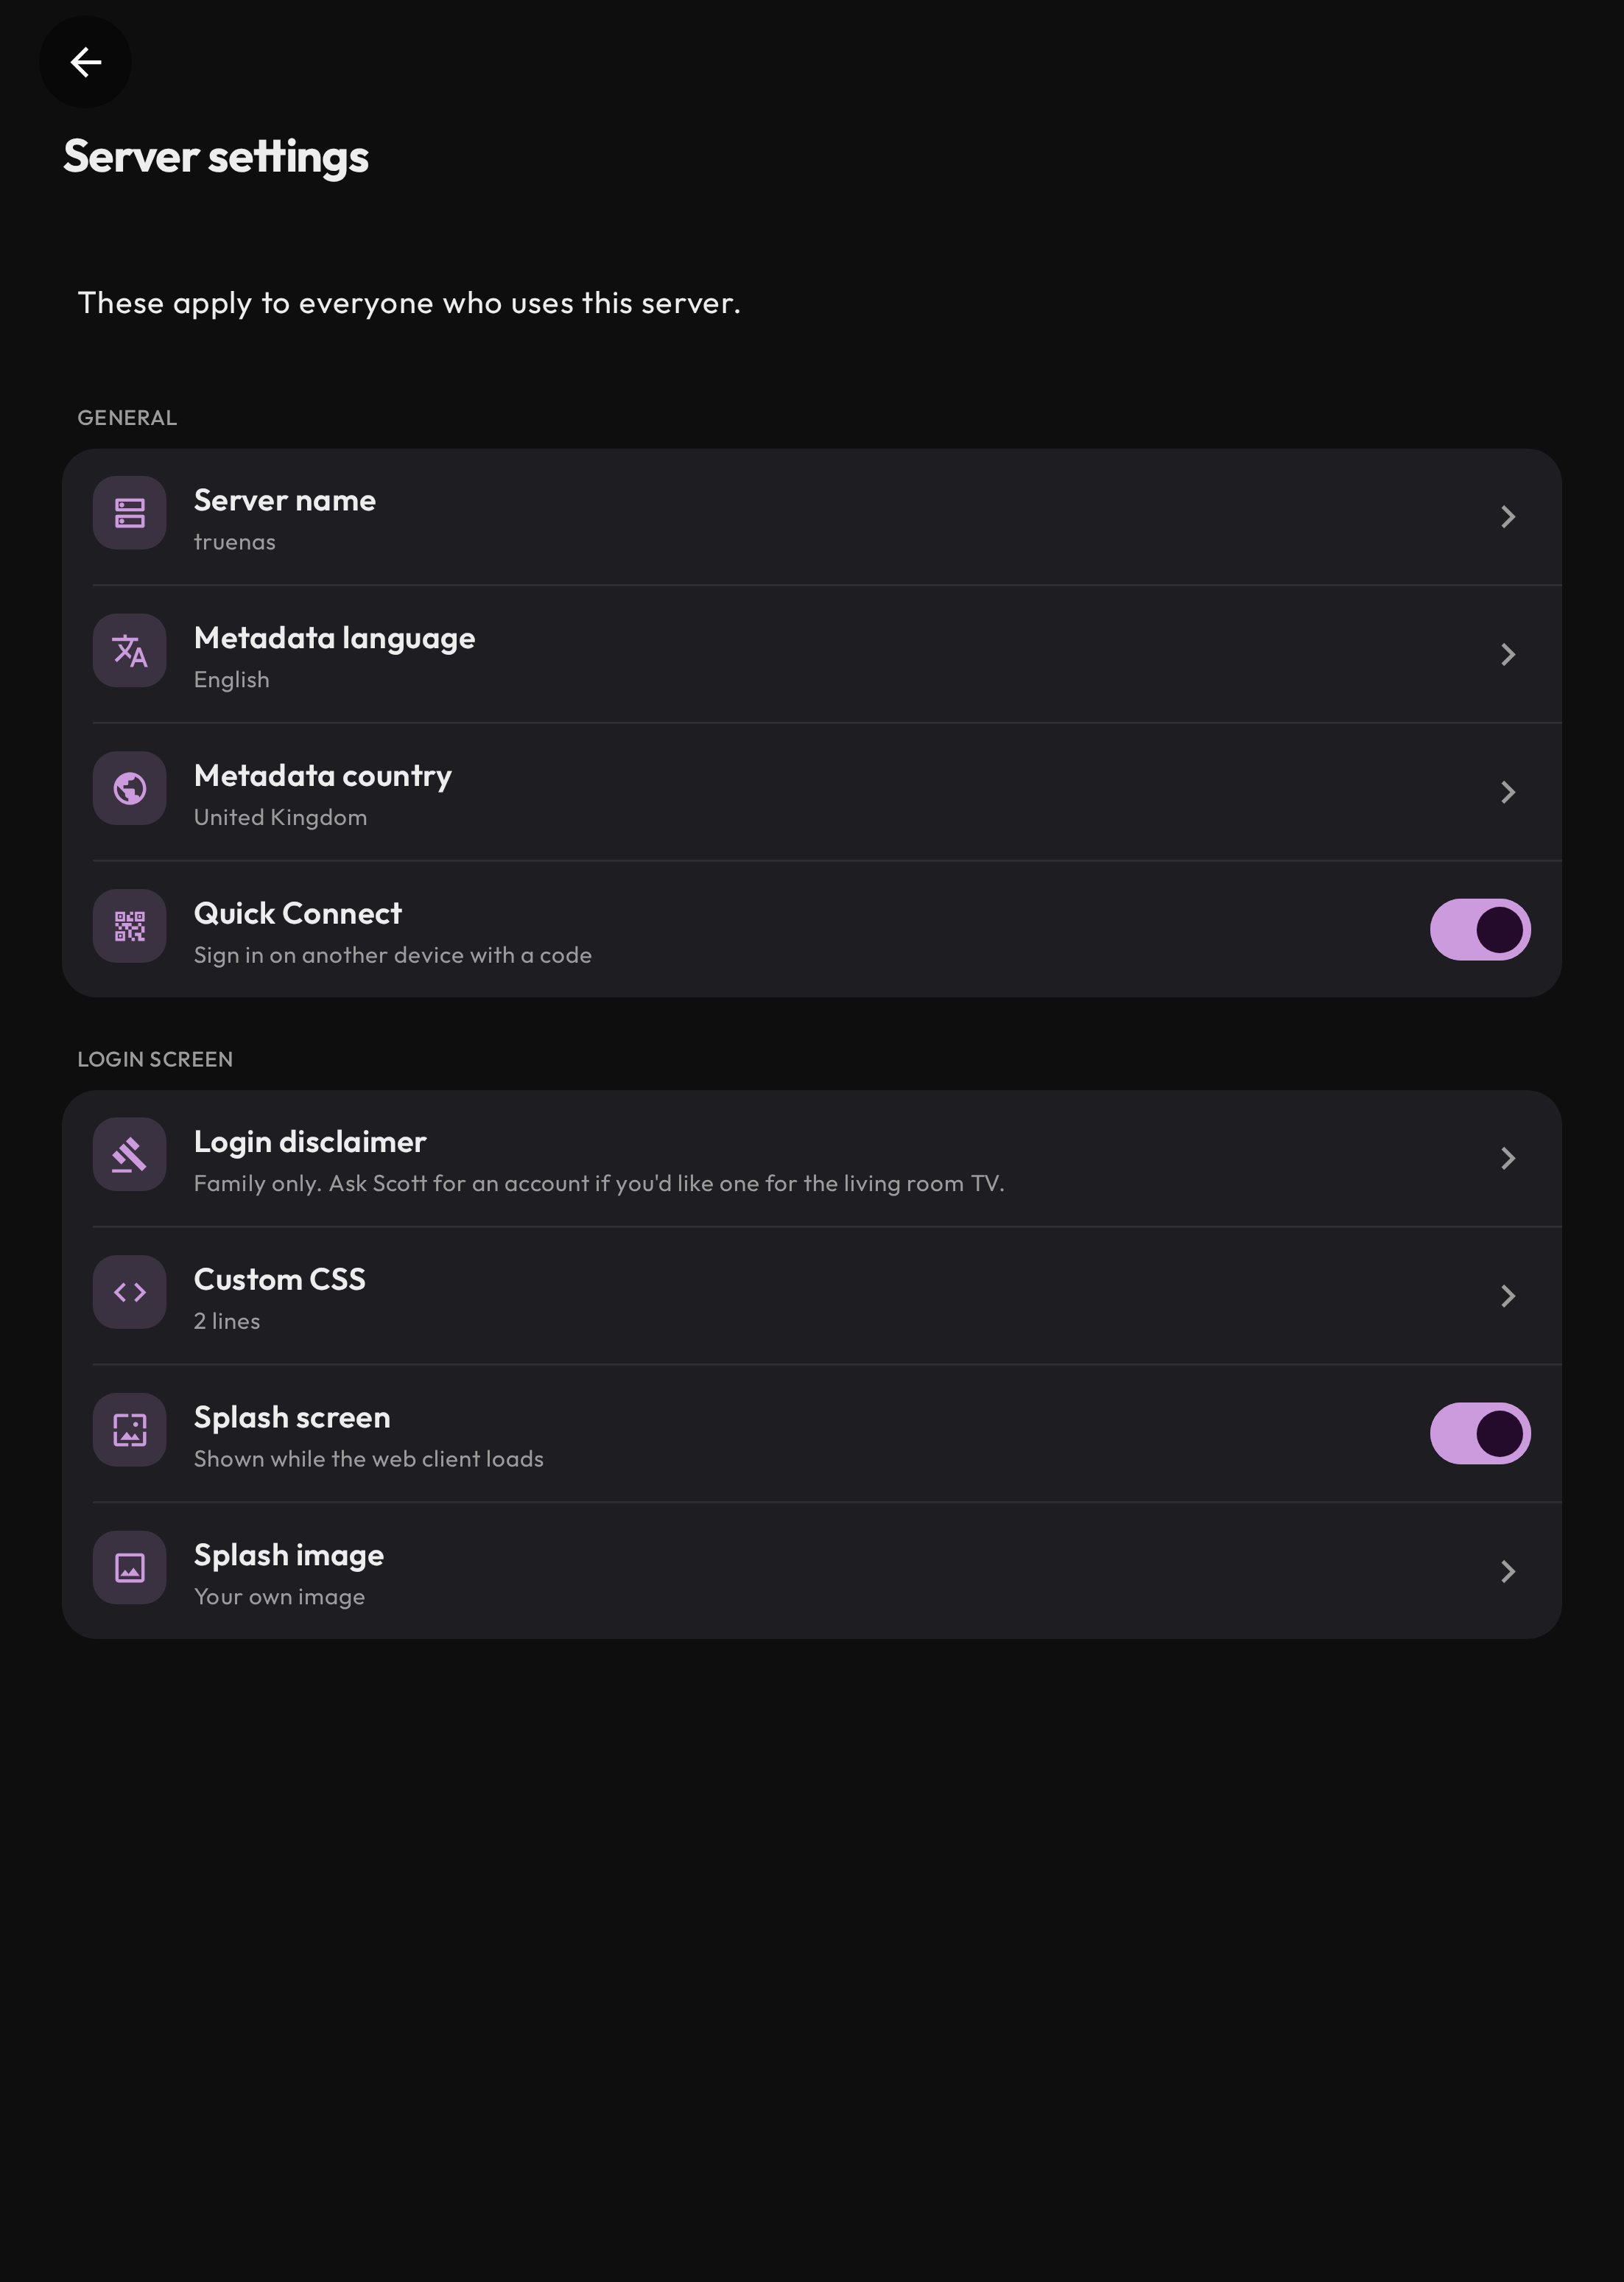 Server settings
These apply to everyone who uses this server.
GENERAL
Server name
truenas
Metadata language
English
Metadata country
United Kingdom
Quick Connect
Sign in on another device with a code
LOGIN SCREEN
Login disclaimer
Family only. Ask Scott for an account if you'd like one for the living room TV.
Custom CSS
2 lines
Splash screen
Shown while the web client loads
Splash image
Your own image